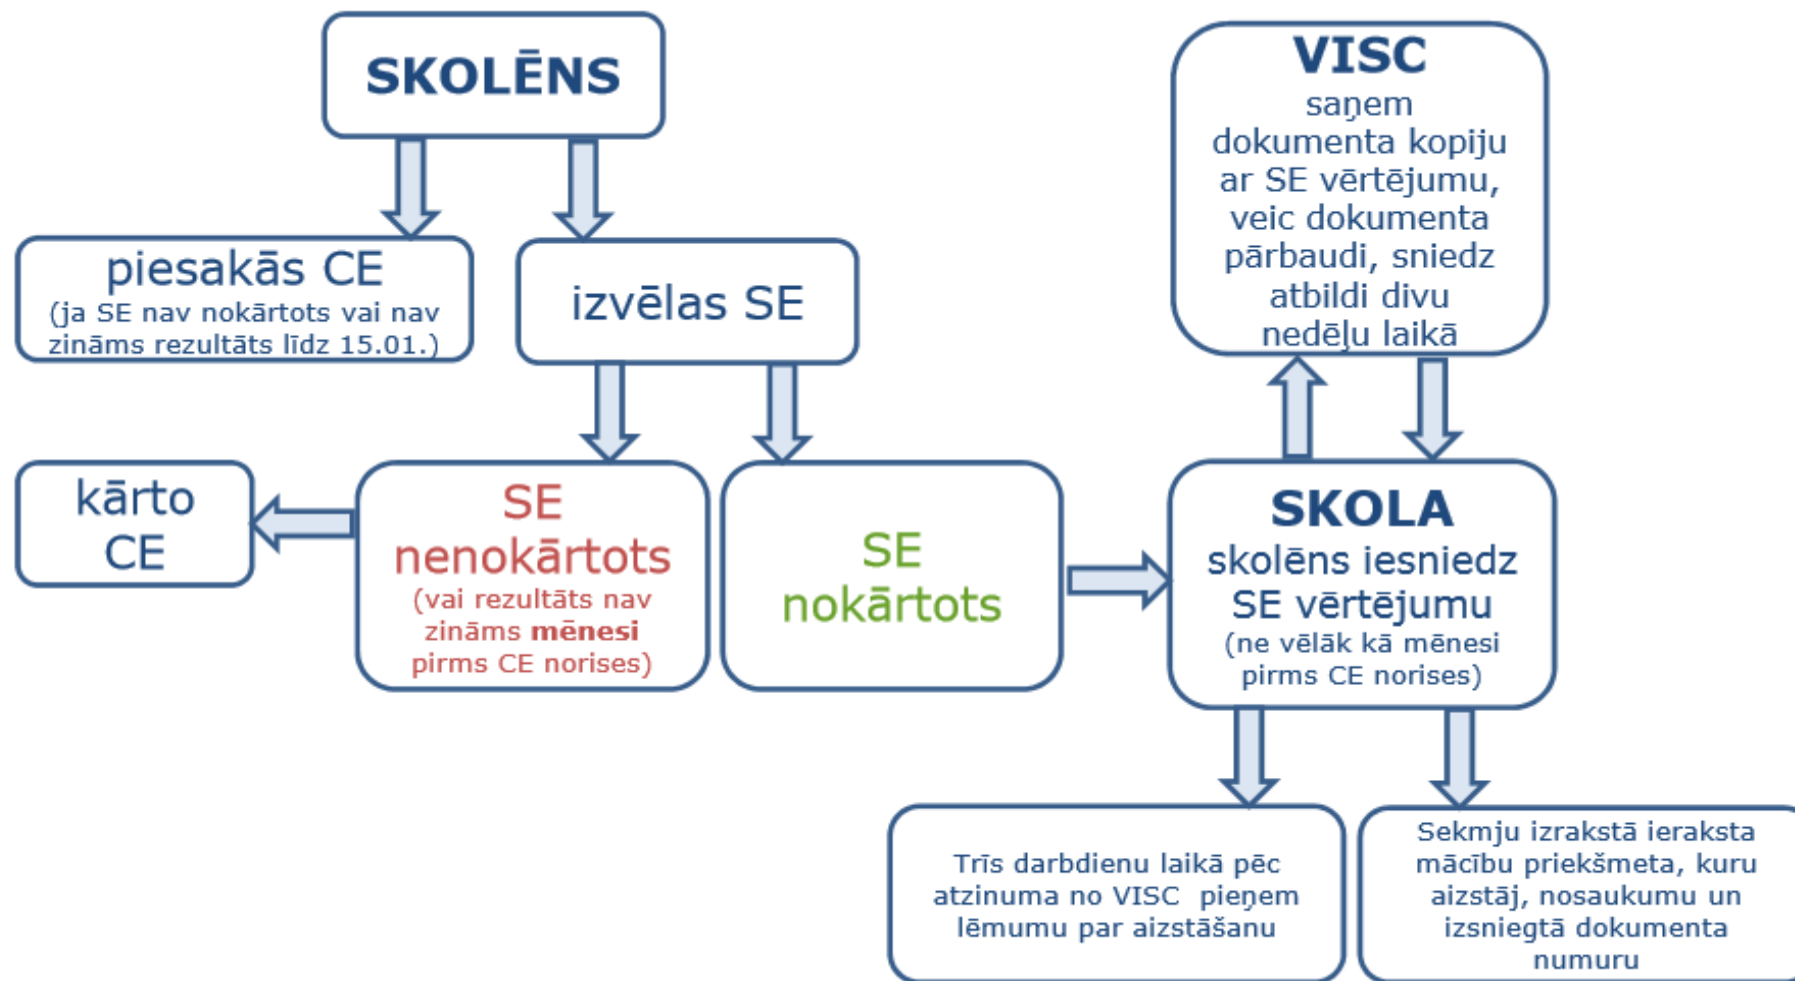 SKOLĒNS
piesakās CE
(ja SE nav nokārtots vai nav
zināms rezultāts līdz 15.01.)
izvēlas SE
kārto
CE
SE
nenokārtots
(vai rezultāts nav
zināms mēnesi
pirms CE norises)
SE
nokārtots
VISC
saņem
dokumenta kopiju
ar SE vērtējumu,
veic dokumenta
pārbaudi, sniedz
atbildi divu
nedēļu laikā
SKOLA
skolēns iesniedz
SE vērtējumu
(ne vēlāk kā mēnesi
pirms CE norises)
Trīs darbdienu laikā pēc
atzinuma no VISC pieņem
lēmumu par aizstāšanu
Sekmju izrakstā ieraksta
mācību priekšmeta, kuru
aizstāj, nosaukumu un
izsniegtā dokumenta
numuru